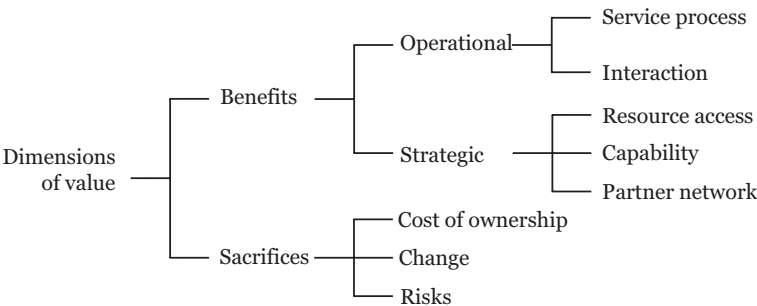 Dimensions
of value
Benefits
Operational
Service process
Interaction
Strategic
Resource access
Capability
Partner network
Sacrifices
Cost of ownership
Change
Risks